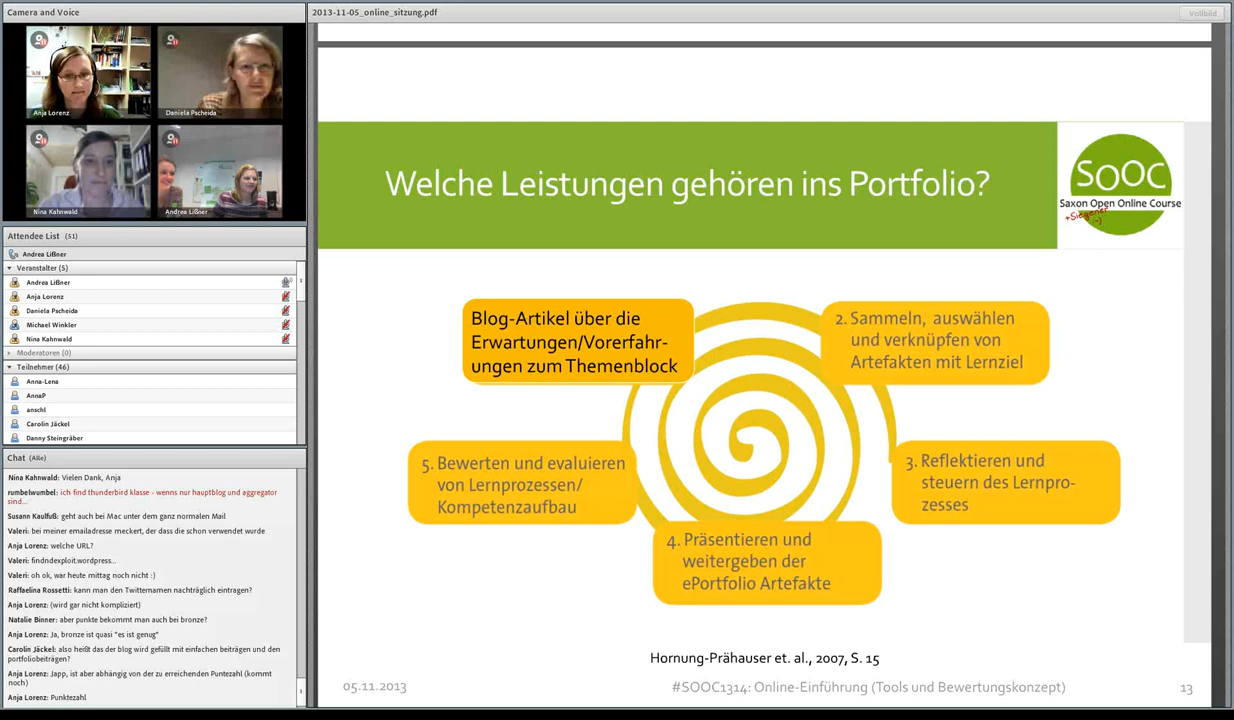 Camera and Voice
Anja Lorenz
Daniela Pscheida
Nina Kahnwald
Andrea Lißner
Attendee List (51)
Andrea Lißner
Veranstalter (5)
Andrea Lißner
Anja Lorenz
Daniela Pscheida
Michael Winkler
Nina Kahnwald
Moderatoren (0)
Teilnehmer (46)
Anna-Lena
AnnaP
anschl
Carolin Jäckel
Danny Steingräber
Chat (Alle)
Nina Kahnwald: Vielen Dank, Anja
rumbelwumbel: ich find thunderbird klasse - wenns nur hauptblog und aggregator
sind...
Susann Kaulfuß: geht auch bei Mac unter dem ganz normalen Mail
Valeri: bei meiner emailadresse meckert, der dass die schon verwendet wurde
Anja Lorenz: welche URL?
Valeri: findndexploit.wordpress...
Valeri: oh ok, war heute mittag noch nicht :)
Raffaelina Rossetti: kann man den Twitternamen nachträglich eintragen?
Anja Lorenz: (wird gar nicht kompliziert)
Natalie Binner: aber punkte bekommt man auch bei bronze?
Anja Lorenz: Ja, bronze ist quasi "es ist genug"
Carolin Jäckel: also heißt das der blog wird gefüllt mit einfachen beiträgen und den
portfoliobeiträgen?
Anja Lorenz: Japp, ist aber abhängig von der zu erreichenden Puntezahl (kommt
noch)
Anja Lorenz: Punktezahl
2013-11-05_online_sitzung.pdf
Vollbild
Welche Leistungen gehören ins Portfolio?
SOOC
Saxon Open Online Course
+Siegener
:-)
Blog-Artikel über die
Erwartungen/Vorerfahr-
ungen zum Themenblock
2. Sammeln, auswählen
und verknüpfen von
Artefakten mit Lernziel
3. Reflektieren und
steuern des Lernpro-
zesses
4. Präsentieren und
weitergeben der
ePortfolio Artefakte
5. Bewerten und evaluieren
von Lernprozessen/
Kompetenzaufbau
Hornung-Prähauser et. al., 2007, S. 15
05.11.2013
#SOOC1314: Online-Einführung (Tools und Bewertungskonzept)
13